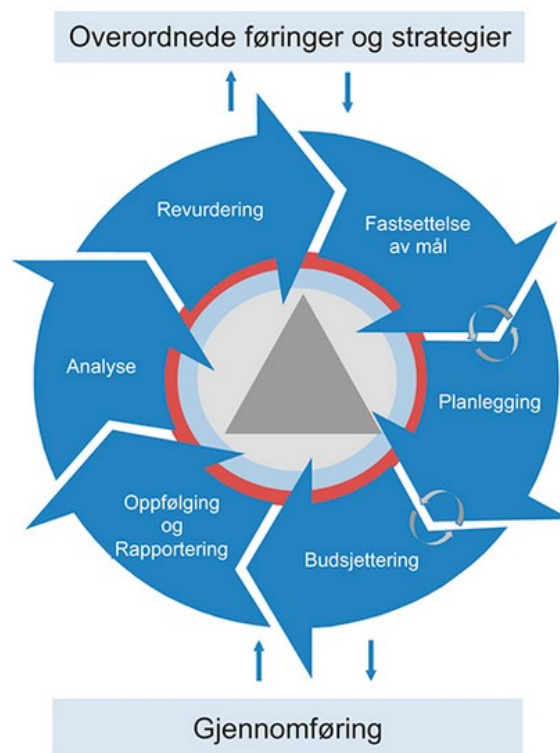 Overordnede føringer og strategier
Revurdering
Fastsettelse
av mål
Analyse
Planlegging
Oppfølging
og
Rapportering
Budsjettering
Gjennomføring